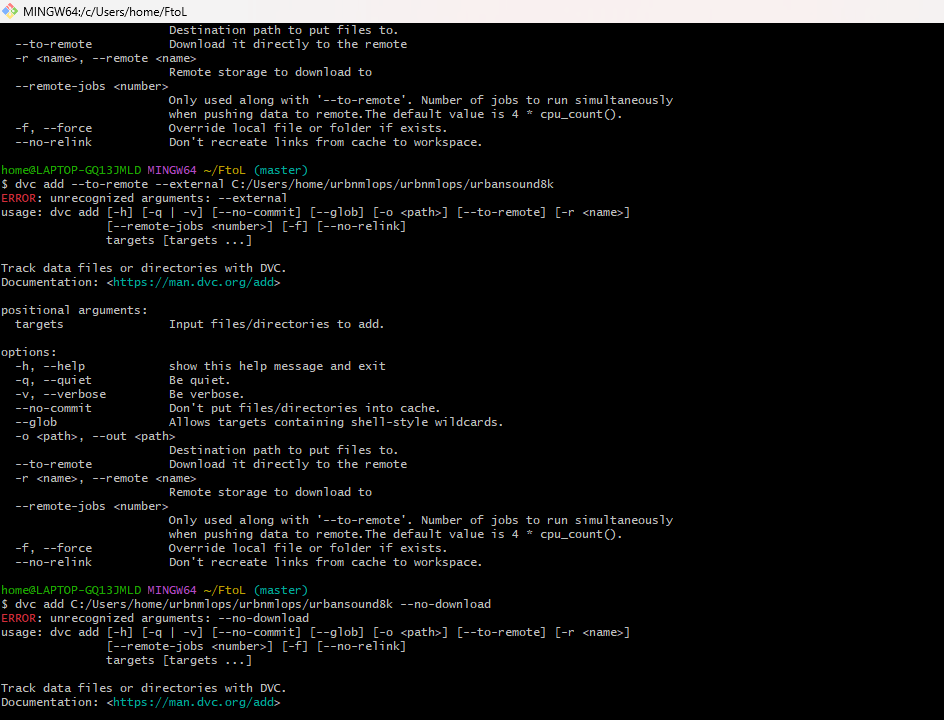 MINGW64:/c/Users/home/FtoL
Destination path to put files to.
--to-remote Download it directly to the remote
-r <name>, --remote <name>
Remote storage to download to
--remote-jobs <number>
Only used along with '--to-remote'. Number of jobs to run simultaneously
when pushing data to remote.The default value is 4 * cpu_count().
-f, --force Override local file or folder if exists.
--no-relink Don't recreate links from cache to workspace.
home@LAPTOP-GQ13JMLD MINGW64 ~/FtoL (master)
$ dvc add --to-remote --external C:/Users/home/urbnmlops/urbnmlops/urbansound8k
ERROR: unrecognized arguments: --external
usage: dvc add [-h] [-q | -v] [--no-commit] [--glob] [-o <path>] [--to-remote] [-r <name>]
[--remote-jobs <number>] [-f] [--no-relink]
targets [targets ...]
Track data files or directories with DVC.
Documentation: <https://man.dvc.org/add>
positional arguments:
targets Input files/directories to add.
options:
-h, --help show this help message and exit
-q, --quiet Be quiet.
-v, --verbose Be verbose.
--no-commit Don't put files/directories into cache.
--glob Allows targets containing shell-style wildcards.
-o <path>, --out <path>
Destination path to put files to.
--to-remote Download it directly to the remote
-r <name>, --remote <name>
Remote storage to download to
--remote-jobs <number>
Only used along with '--to-remote'. Number of jobs to run simultaneously
when pushing data to remote.The default value is 4 * cpu_count().
-f, --force Override local file or folder if exists.
--no-relink Don't recreate links from cache to workspace.
home@LAPTOP-GQ13JMLD MINGW64 ~/FtoL (master)
$ dvc add C:/Users/home/urbnmlops/urbnmlops/urbansound8k --no-download
ERROR: unrecognized arguments: --no-download
usage: dvc add [-h] [-q | -v] [--no-commit] [--glob] [-o <path>] [--to-remote] [-r <name>]
[--remote-jobs <number>] [-f] [--no-relink]
targets [targets ...]
Track data files or directories with DVC.
Documentation: <https://man.dvc.org/add>